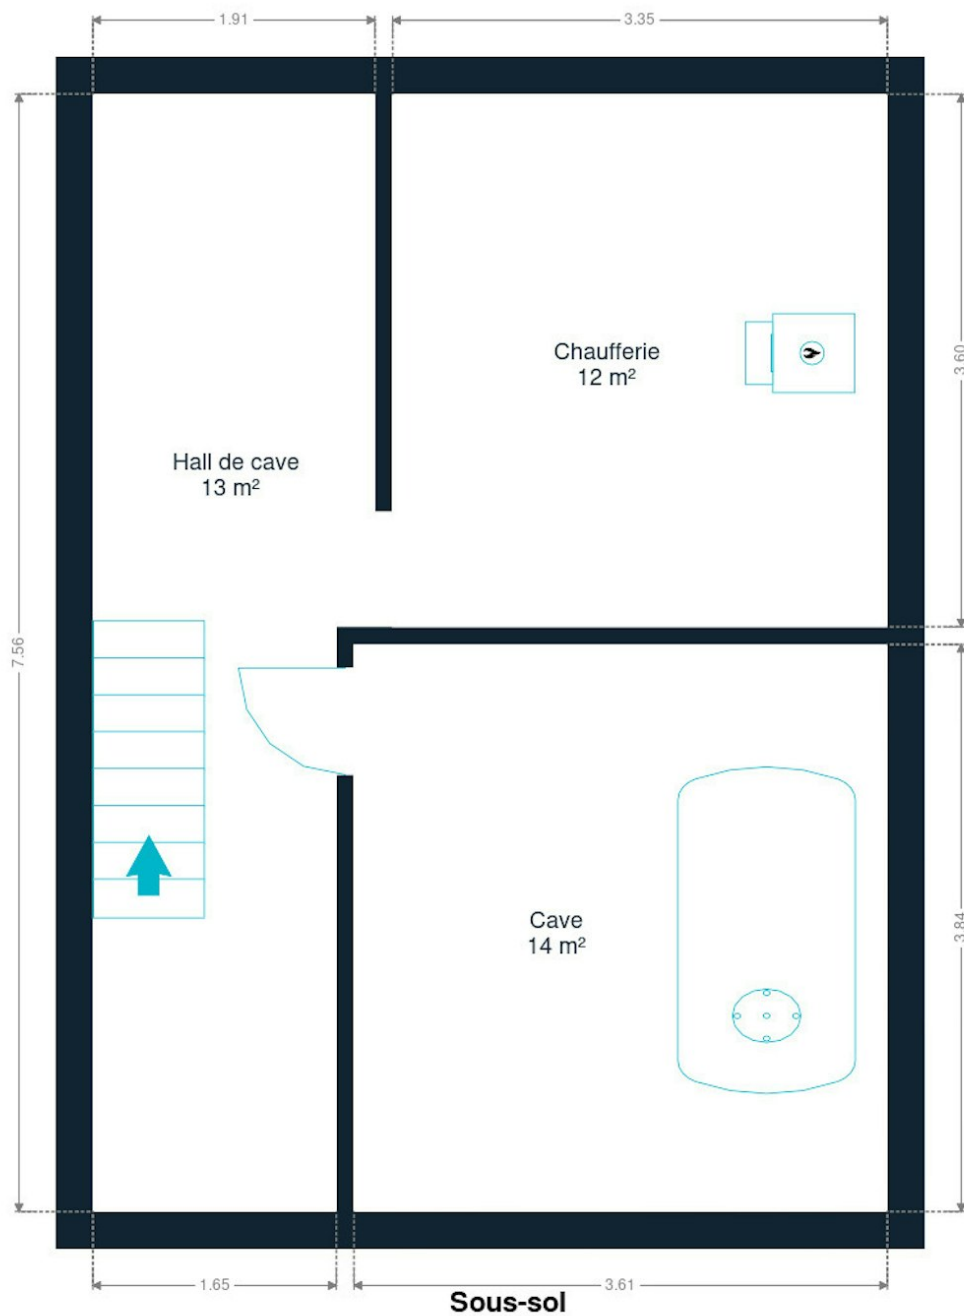 1.91
3.35
Chaufferie
12 m²
3.60
Hall de cave
13 m²
7.56
Cave
14 m²
3.84
1.65
3.61
Sous-sol